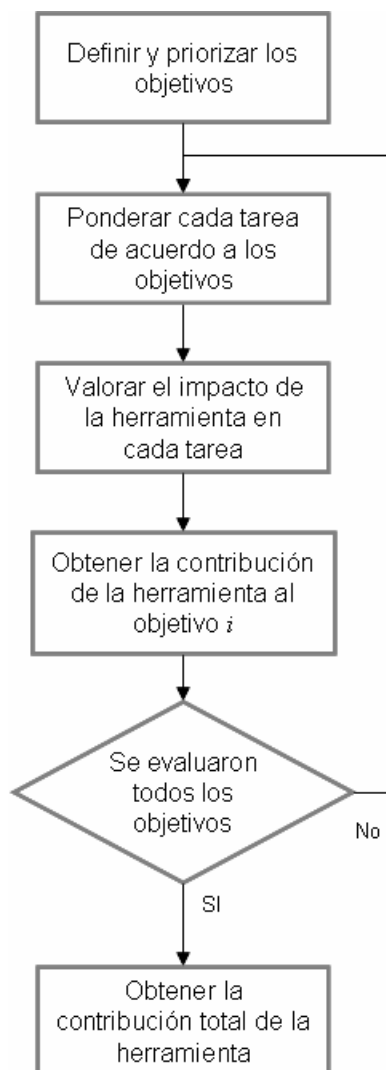 Definir y priorizar los
objetivos
Ponderar cada tarea
de acuerdo a los
objetivos
Valorar el impacto de
la herramienta en
cada tarea
Obtener la contribución
de la herramienta al
objetivo i
Se evaluaron
todos los
objetivos
No
SI
Obtener la
contribución total de la
herramienta